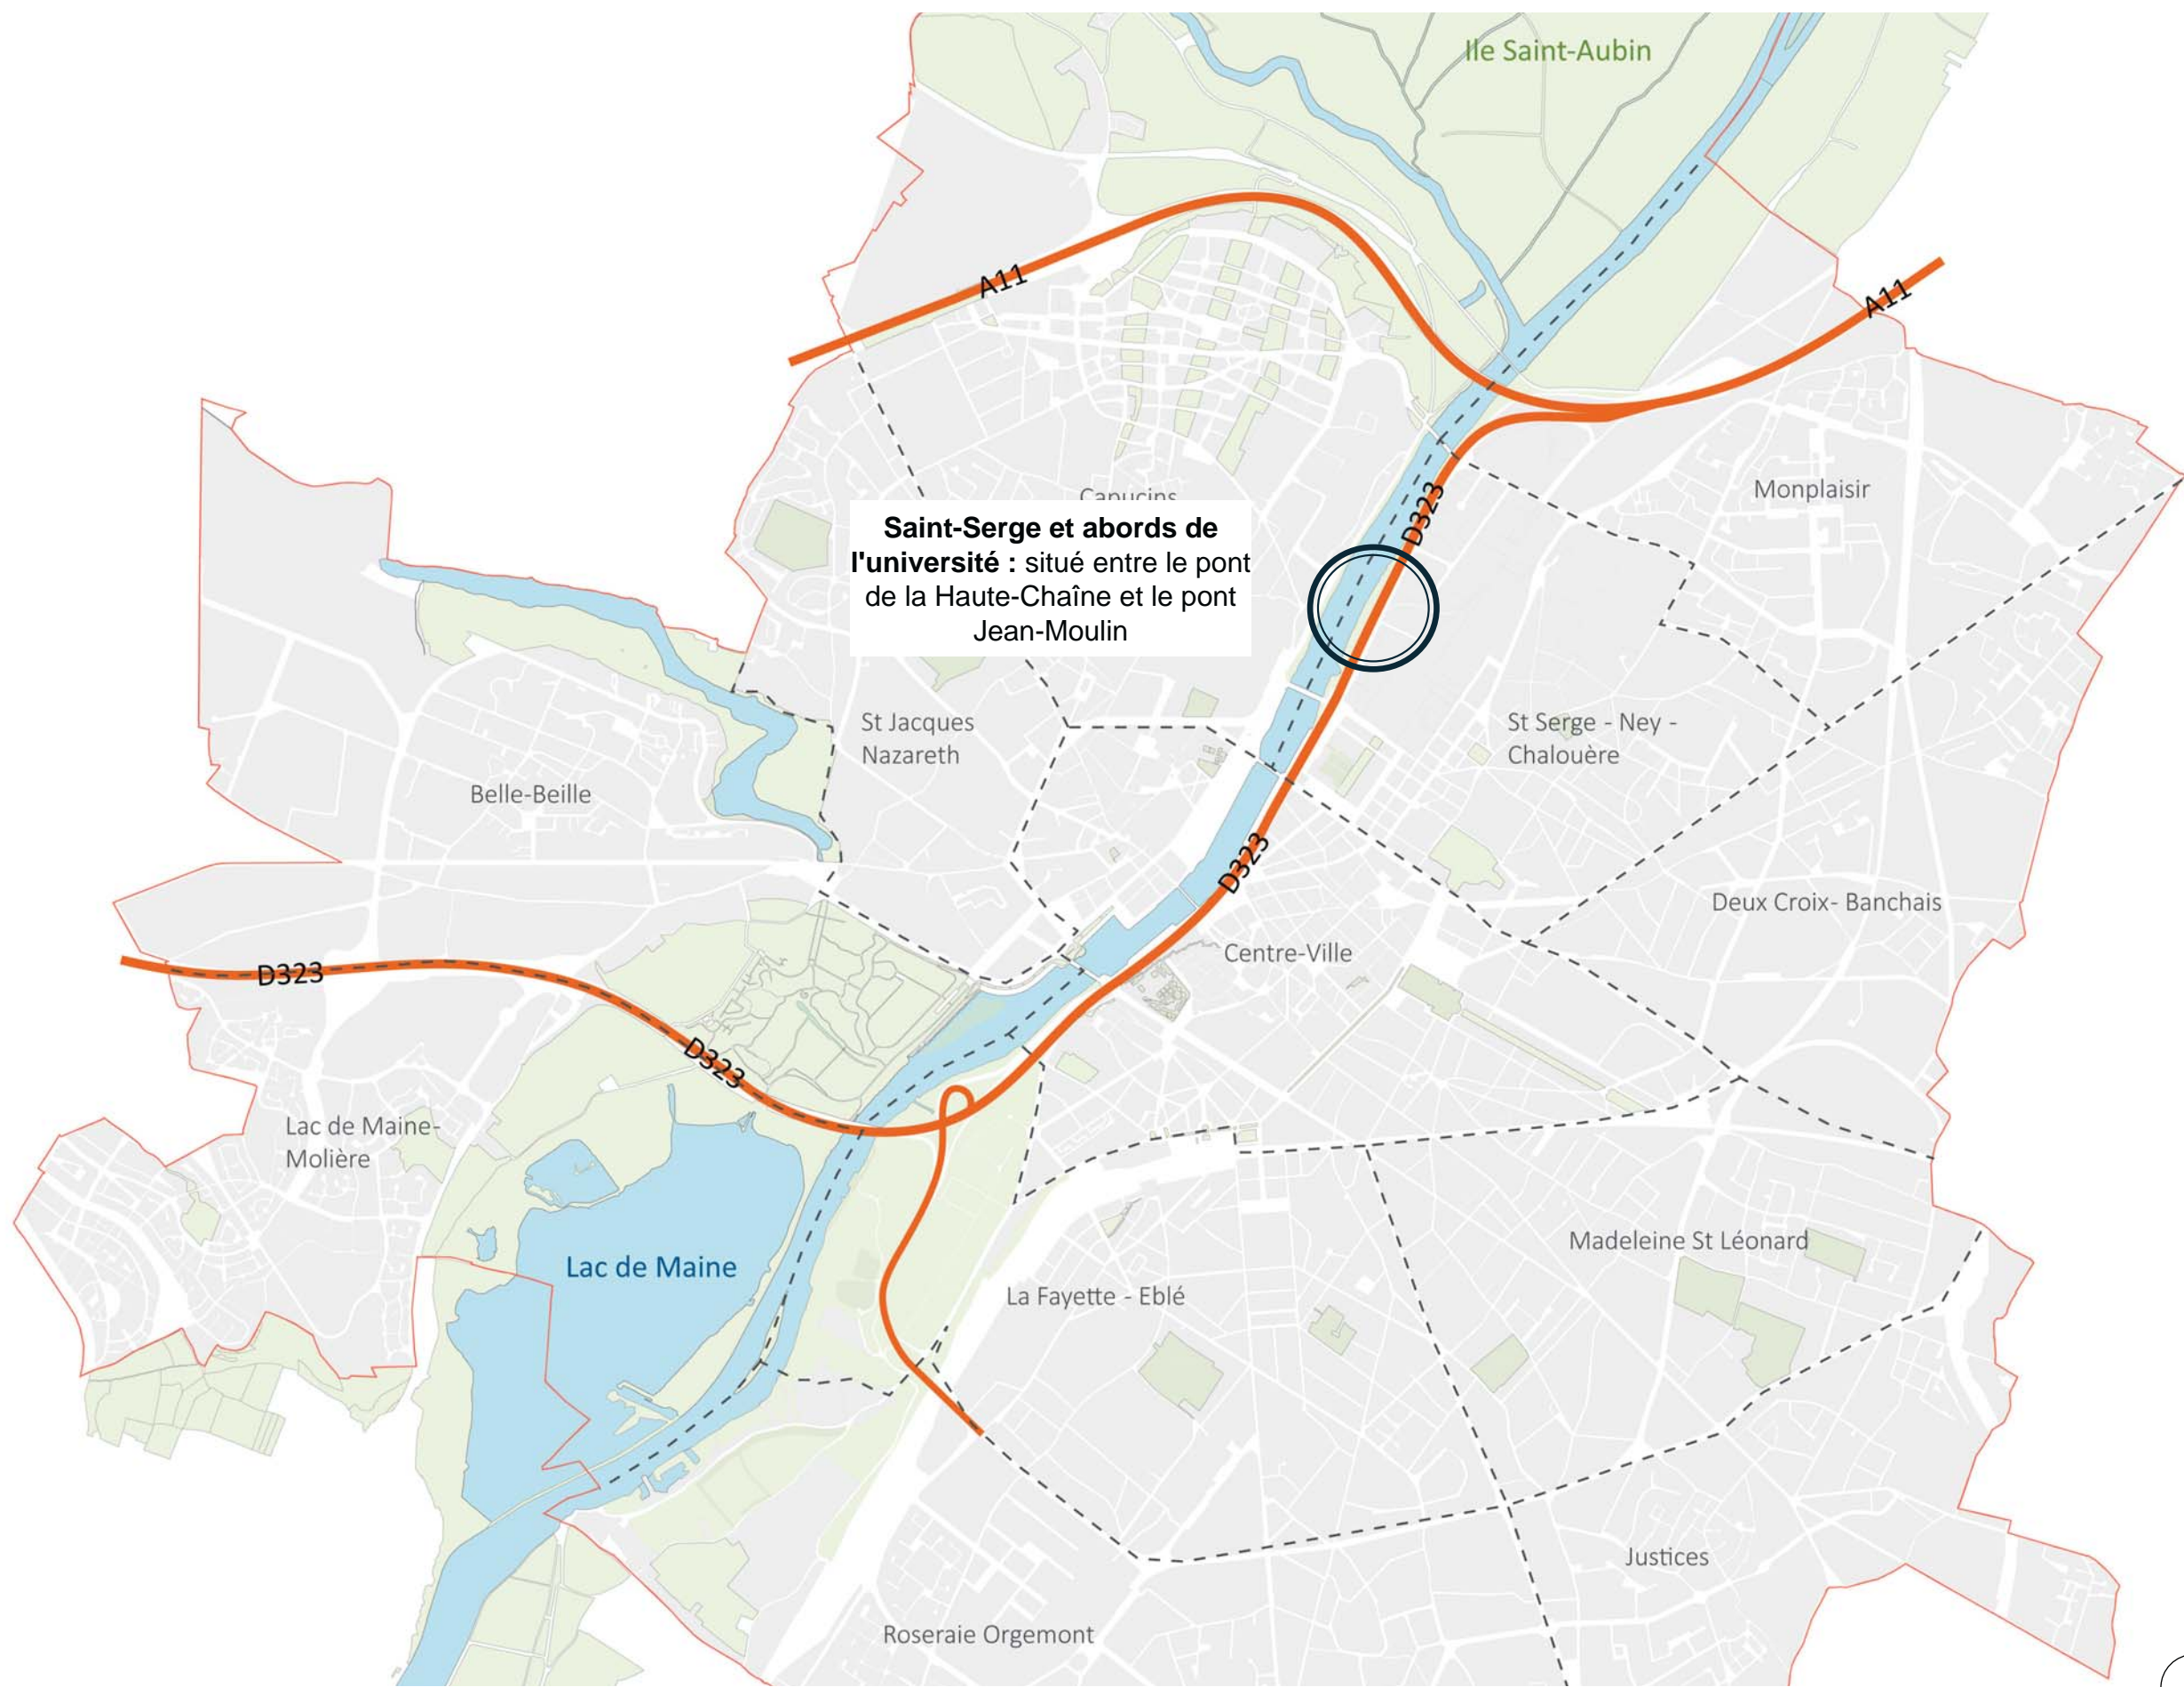 Ile Saint-Aubin
A11
A11
D323
Monplaisir
Capucins
Saint-Serge et abords de
l'université : situé entre le pont
de la Haute-Chaîne et le pont
Jean-Moulin
St Jacques
Nazareth
St Serge - Ney -
Chalouère
Belle-Beille
D323
Deux Croix- Banchais
Centre-Ville
D323
D323
Lac de Maine-
Molière
Lac de Maine
Madeleine St Léonard
La Fayette - Eblé
Justices
Roseraie Orgemont